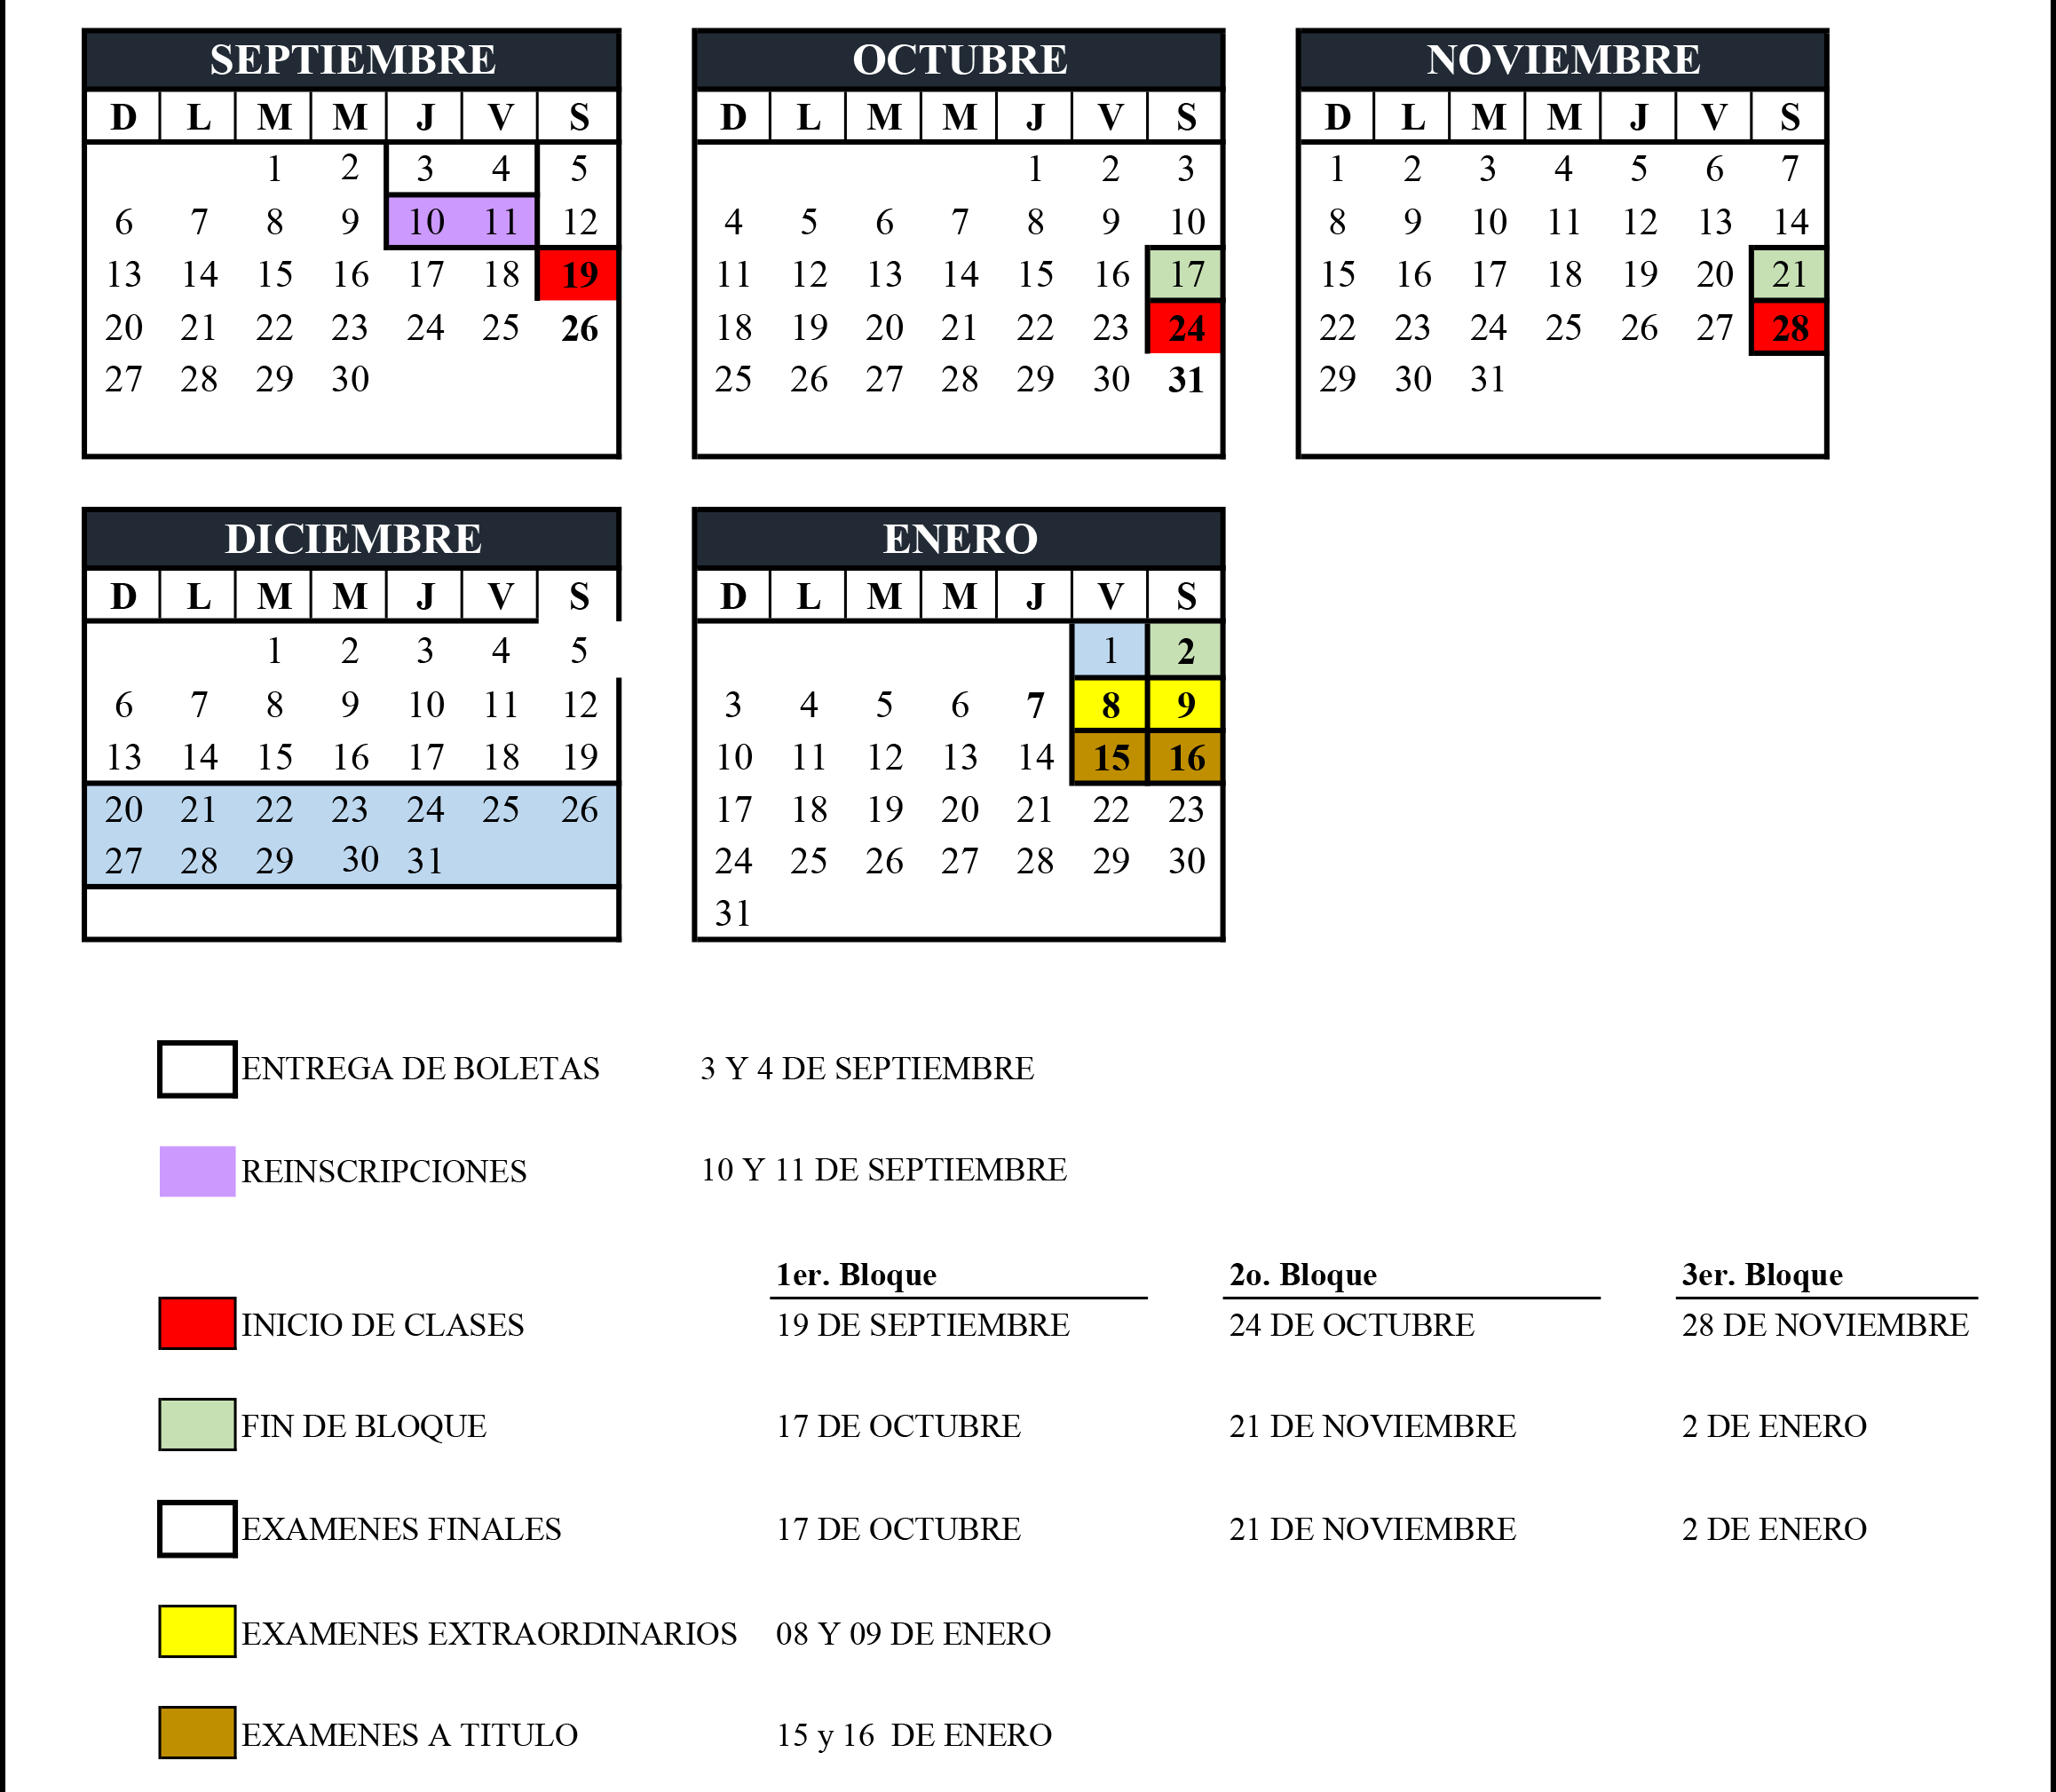 SEPTIEMBRE
D L M M J V S
1 2 3 4 5
6 7 8 9 10 11 12
13 14 15 16 17 18 19
20 21 22 23 24 25 26
27 28 29 30
OCTUBRE
D L M M J V S
1 2 3
4 5 6 7 8 9 10
11 12 13 14 15 16 17
18 19 20 21 22 23 24
25 26 27 28 29 30 31
NOVIEMBRE
D L M M J V S
1 2 3 4 5 6 7
8 9 10 11 12 13 14
15 16 17 18 19 20 21
22 23 24 25 26 27 28
29 30 31
DICIEMBRE
D L M M J V S
1 2 3 4 5
6 7 8 9 10 11 12
13 14 15 16 17 18 19
20 21 22 23 24 25 26
27 28 29 30 31
ENERO
D L M M J V S
1 2
3 4 5 6 7 8 9
10 11 12 13 14 15 16
17 18 19 20 21 22 23
24 25 26 27 28 29 30
31
ENTREGA DE BOLETAS 3 Y 4 DE SEPTIEMBRE
REINSCRIPCIONES 10 Y 11 DE SEPTIEMBRE
1er. Bloque 2o. Bloque 3er. Bloque
INICIO DE CLASES 19 DE SEPTIEMBRE 24 DE OCTUBRE 28 DE NOVIEMBRE
FIN DE BLOQUE 17 DE OCTUBRE 21 DE NOVIEMBRE 2 DE ENERO
EXAMENES FINALES 17 DE OCTUBRE 21 DE NOVIEMBRE 2 DE ENERO
EXAMENES EXTRAORDINARIOS 08 Y 09 DE ENERO
EXAMENES A TITULO 15 y 16 DE ENERO